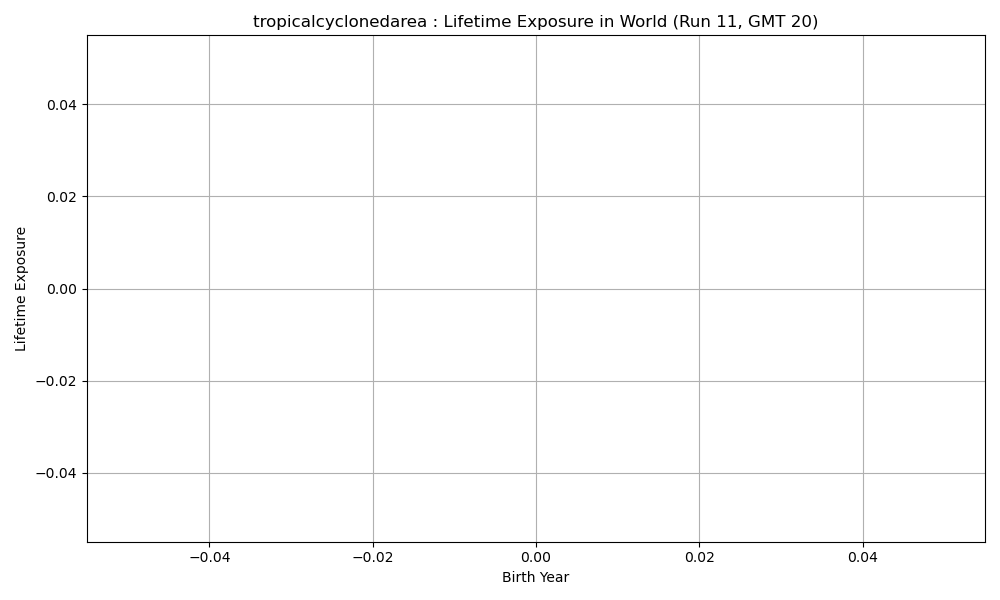 tropicalcyclonedarea : Lifetime Exposure in World (Run 11, GMT 20)
0.04
0.02
0.00
−0.02
−0.04
Lifetime Exposure
−0.04 −0.02 0.00 0.02 0.04
Birth Year